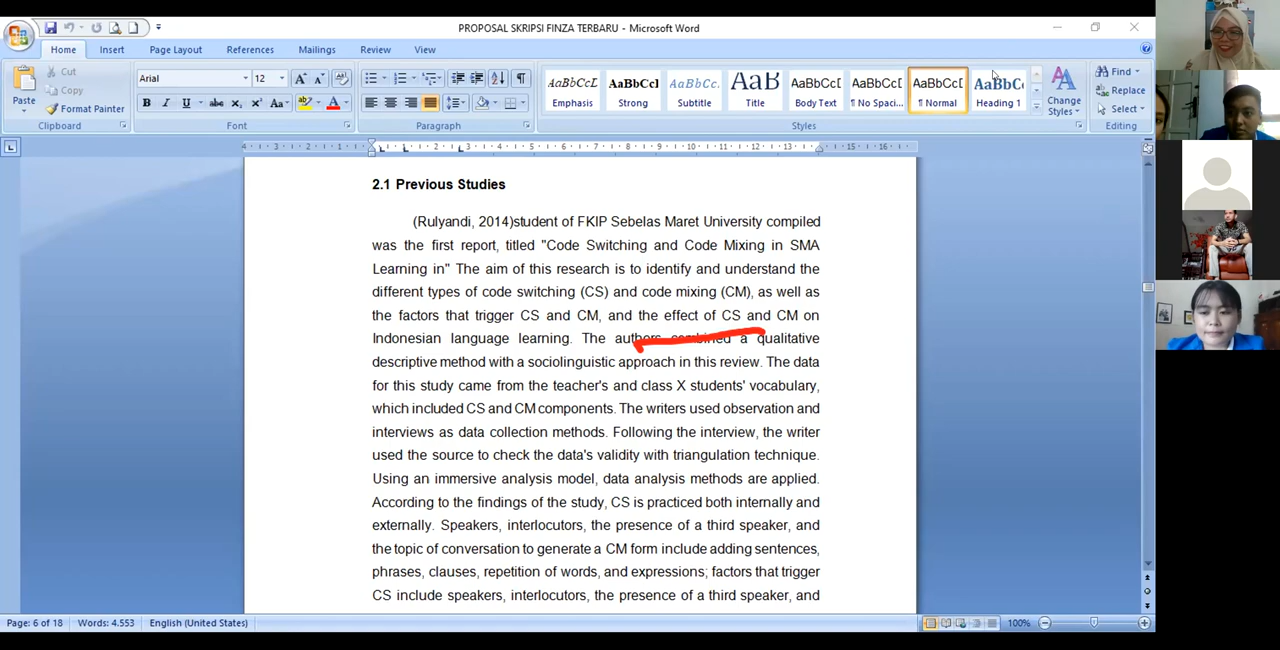 PROPOSAL SKRIPSI FINZA TERBARU - Microsoft Word
Home Insert Page Layout References Mailings Review View
Paste
Cut
Copy
Format Painter
Clipboard
Arial 12
Font
Paragraph
AaBbCcI AaBbCcl AaBbCc. AaB AaBbCcI AaBbCcI AaBbCcI AaBbC
Emphasis Strong Subtitle Title Body Text ¶ No Spaci... ¶ Normal Heading 1
Change Styles
Styles
Find
Replace
Select
Editing
2.1 Previous Studies
(Rulyandi, 2014)student of FKIP Sebelas Maret University compiled
was the first report, titled "Code Switching and Code Mixing in SMA
Learning in" The aim of this research is to identify and understand the
different types of code switching (CS) and code mixing (CM), as well as
the factors that trigger CS and CM, and the effect of CS and CM on
Indonesian language learning. The authors combined a qualitative
descriptive method with a sociolinguistic approach in this review. The data
for this study came from the teacher's and class X students' vocabulary,
which included CS and CM components. The writers used observation and
interviews as data collection methods. Following the interview, the writer
used the source to check the data's validity with triangulation technique.
Using an immersive analysis model, data analysis methods are applied.
According to the findings of the study, CS is practiced both internally and
externally. Speakers, interlocutors, the presence of a third speaker, and
the topic of conversation to generate a CM form include adding sentences,
phrases, clauses, repetition of words, and expressions; factors that trigger
CS include speakers, interlocutors, the presence of a third speaker, and
Page: 6 of 18 Words: 4.553 English (United States) 100%